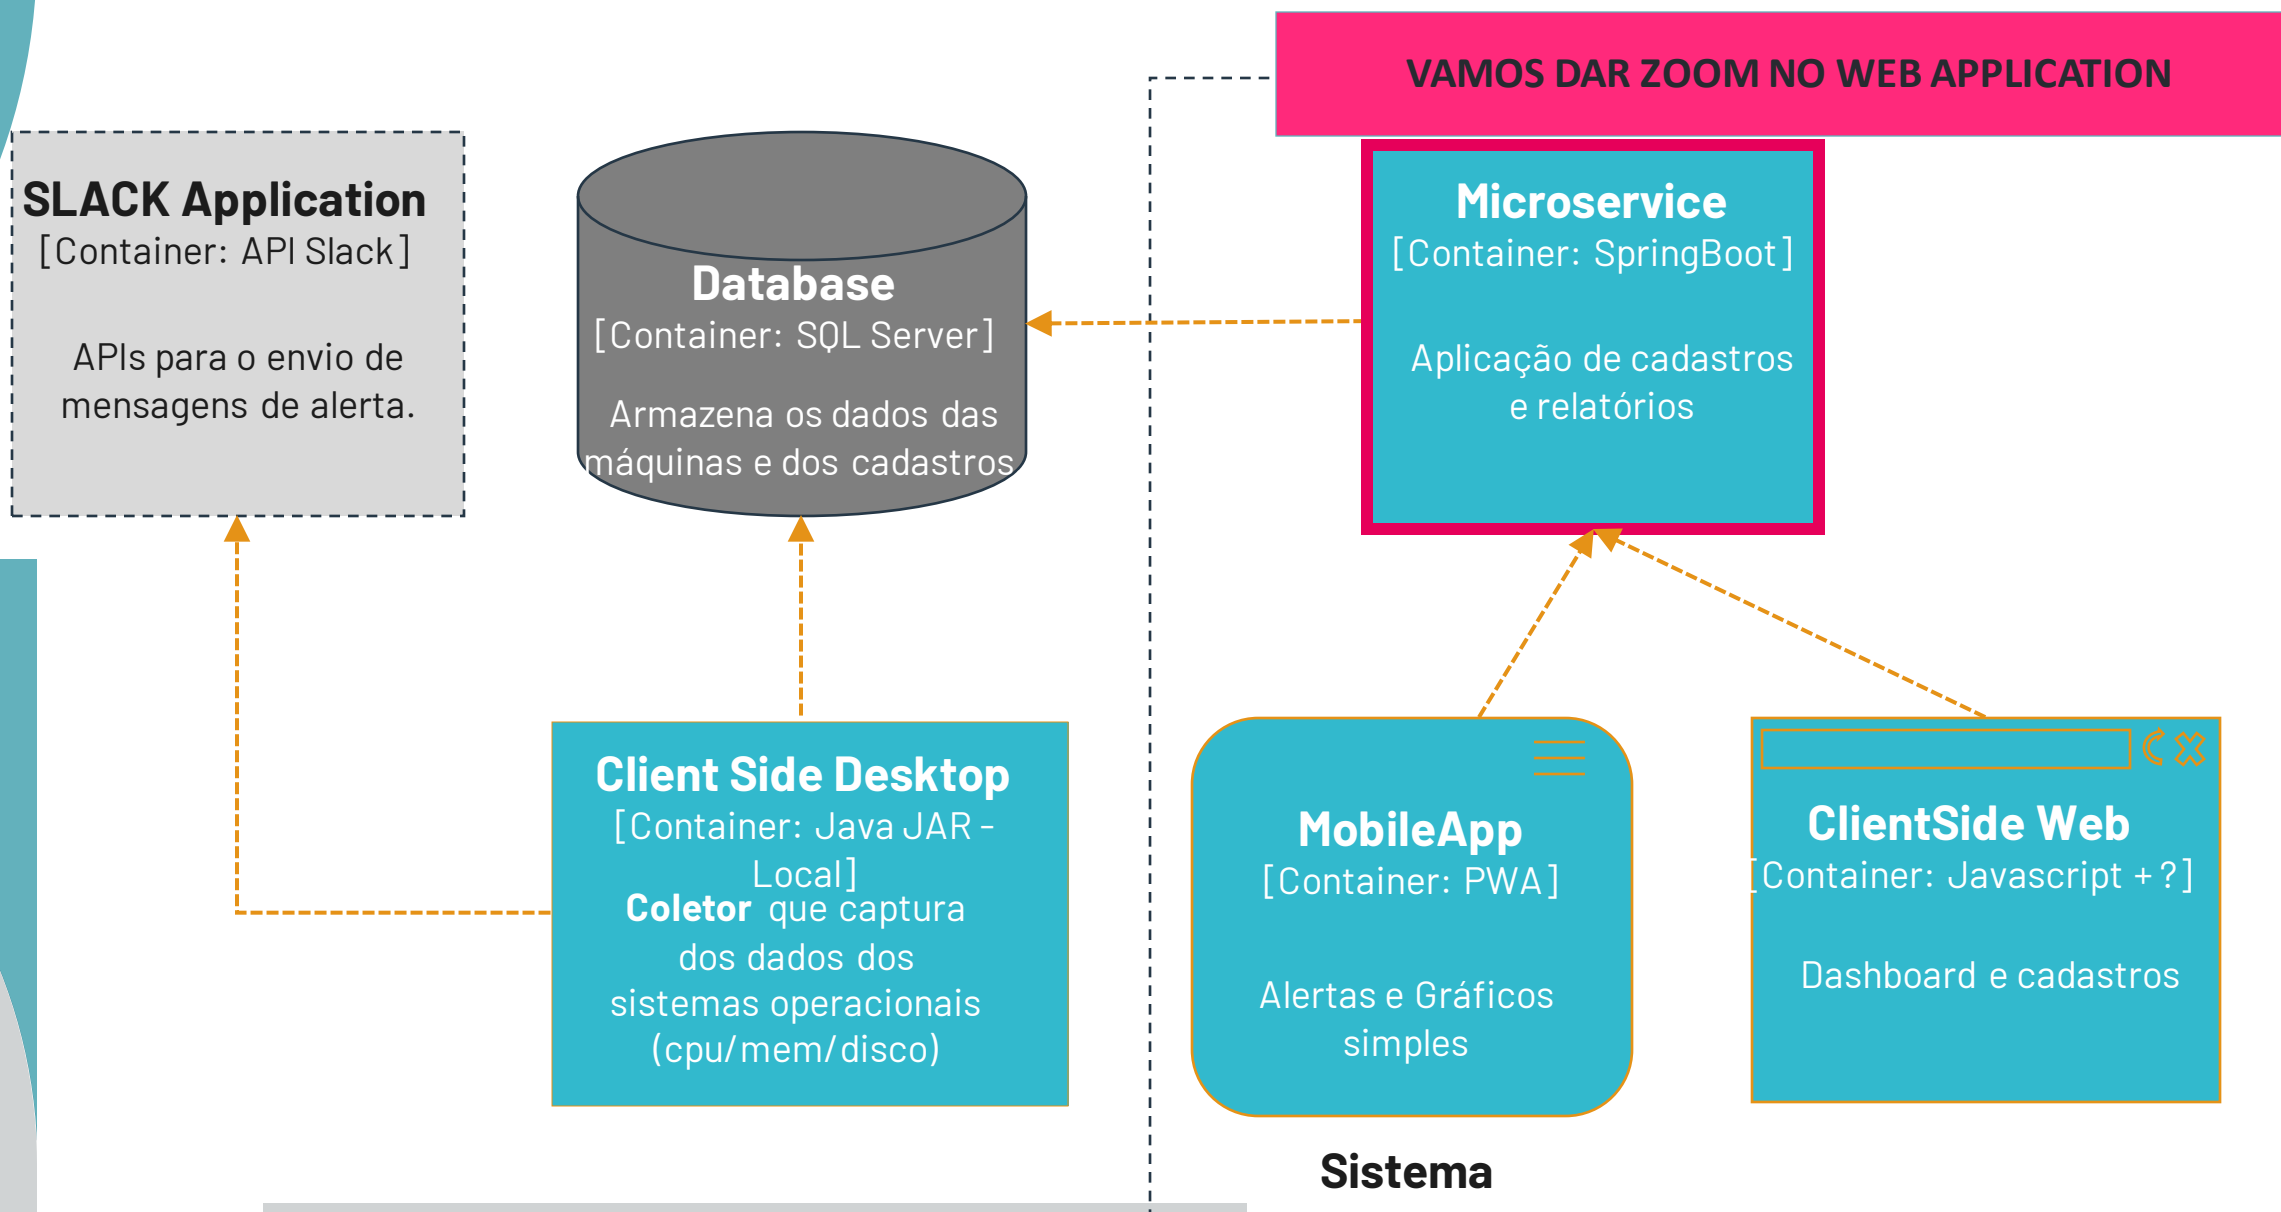 VAMOS DAR ZOOM NO WEB APPLICATION
SLACK Application
[Container: API Slack]
APIs para o envio de
mensagens de alerta.
Database
[Container: SQL Server]
Armazena os dados das
máquinas e dos cadastros
Microservice
[Container: SpringBoot]
Aplicação de cadastros
e relatórios
Client Side Desktop
[Container: Java JAR -
Local]
Coletor que captura
dos dados dos
sistemas operacionais
(cpu/mem/disco)
MobileApp
[Container: PWA]
Alertas e Gráficos
simples
ClientSide Web
[Container: Javascript + ?]
Dashboard e cadastros
Sistema